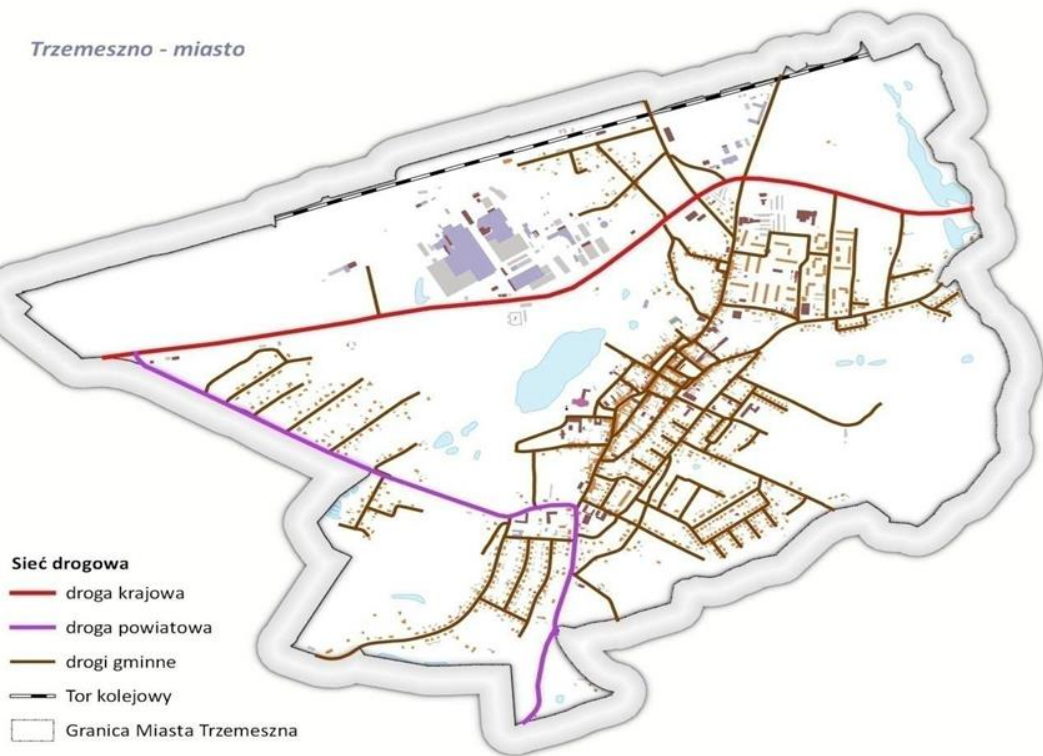 Trzemeszno - miasto
Sieć drogowa
droga krajowa
droga powiatowa
drogi gminne
Tor kolejowy
Granica Miasta Trzemeszna